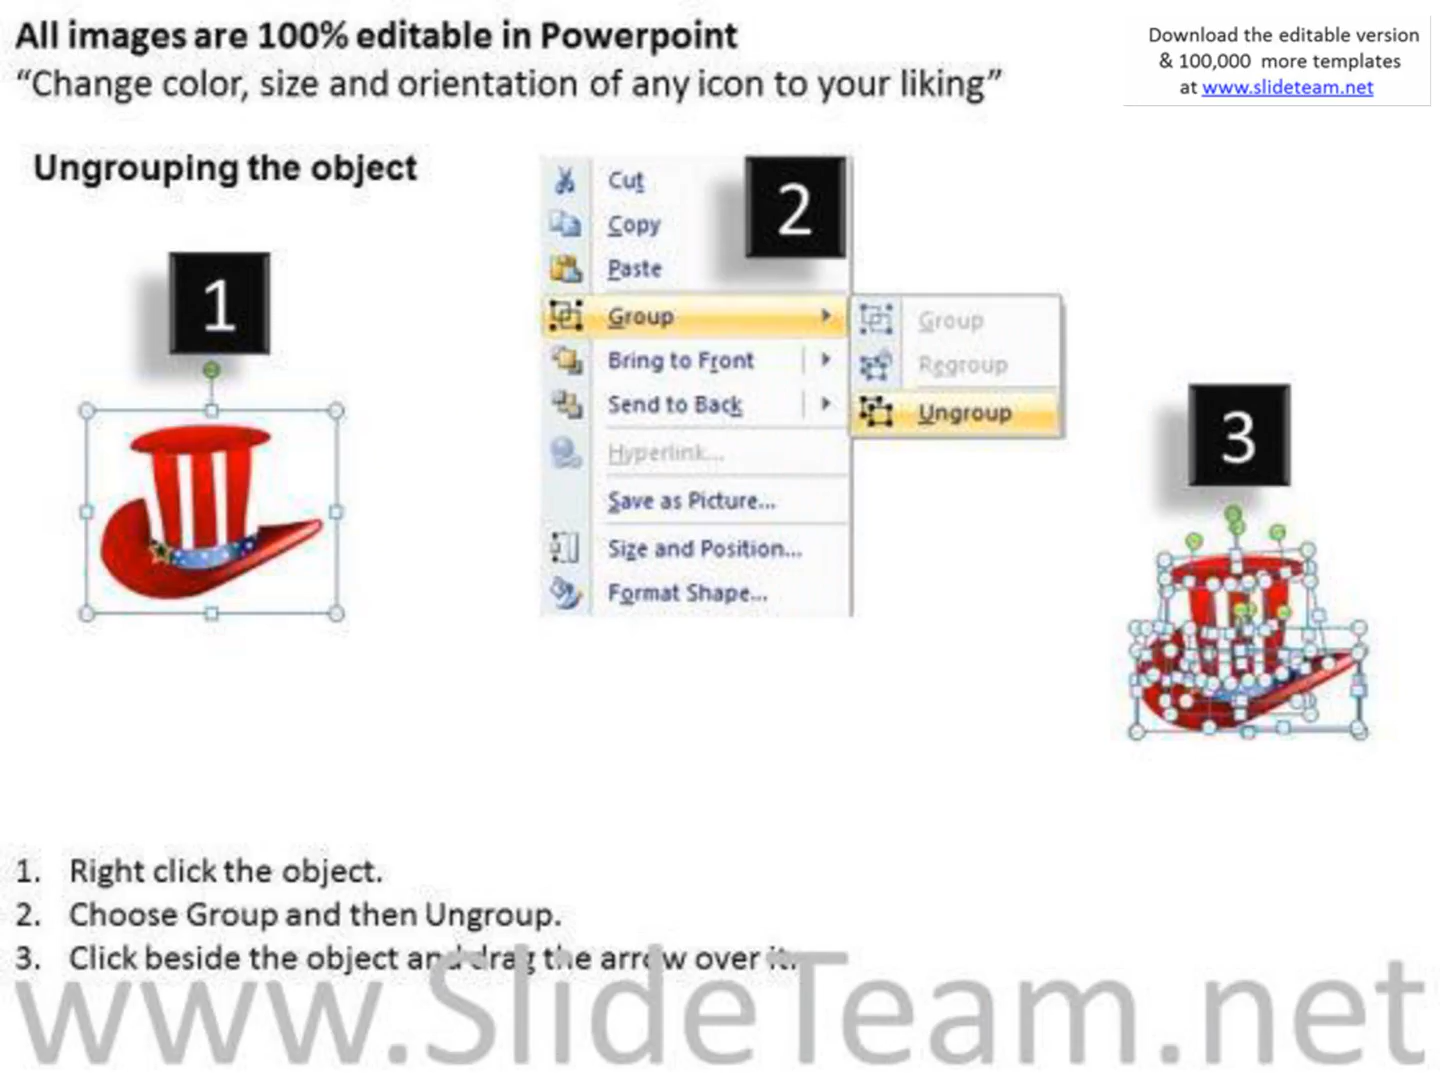 All images are 100% editable in Powerpoint
“Change color, size and orientation of any icon to your liking”
Download the editable version
& 100,000 more templates
at www.slideteam.net
Ungrouping the object
1
2
Cut
Copy
Paste
Group
Bring to Front
Send to Back
Hyperlink...
Save as Picture...
Size and Position...
Format Shape...
Group
Regroup
Ungroup
3
1. Right click the object.
2. Choose Group and then Ungroup.
3. Click beside the object and drag the arrow over it.
www.SlideTeam.net